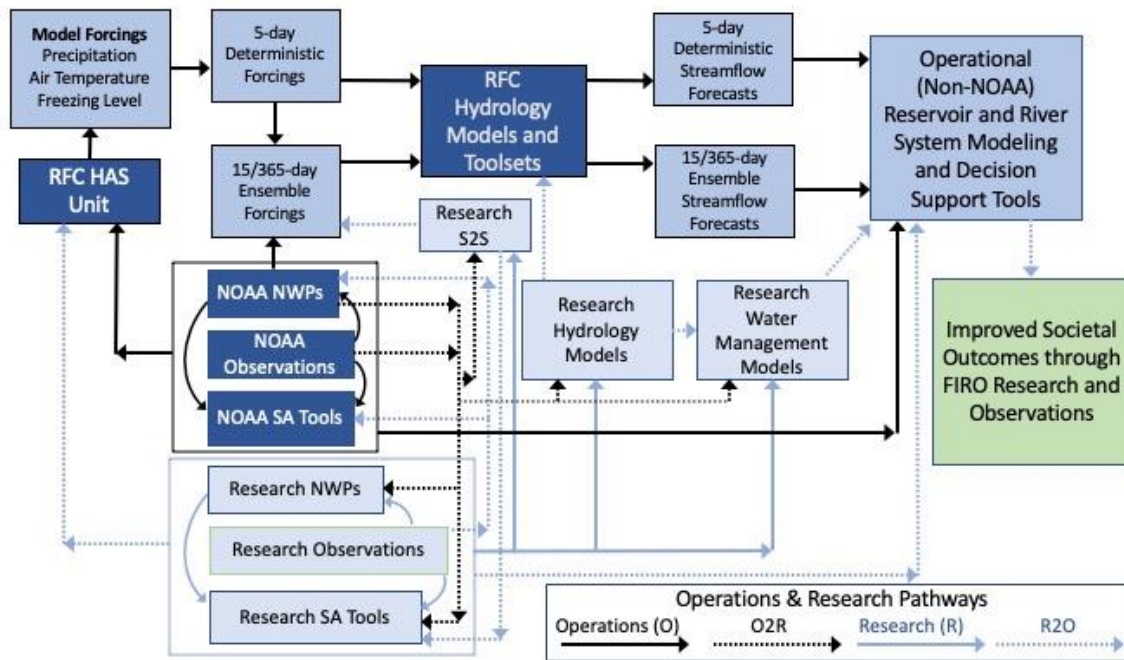 Model Forcings
Precipitation
Air Temperature
Freezing Level
5-day
Deterministic
Forcings
RFC
Hydrology
Models and
Toolsets
5-day
Deterministic
Streamflow
Forecasts
Operational
(Non-NOAA)
Reservoir and River
System Modeling
and Decision
Support Tools
RFC HAS
Unit
15/365-day
Ensemble
Forcings
15/365-day
Ensemble
Streamflow
Forecasts
Research
S2S
NOAA NWPs
NOAA
Observations
NOAA SA Tools
Research
Hydrology
Models
Research
Water
Management
Models
Improved Societal
Outcomes through
FIRO Research and
Observations
Research NWPs
Research Observations
Research SA Tools
Operations & Research Pathways
Operations (O)
O2R
Research (R)
R2O